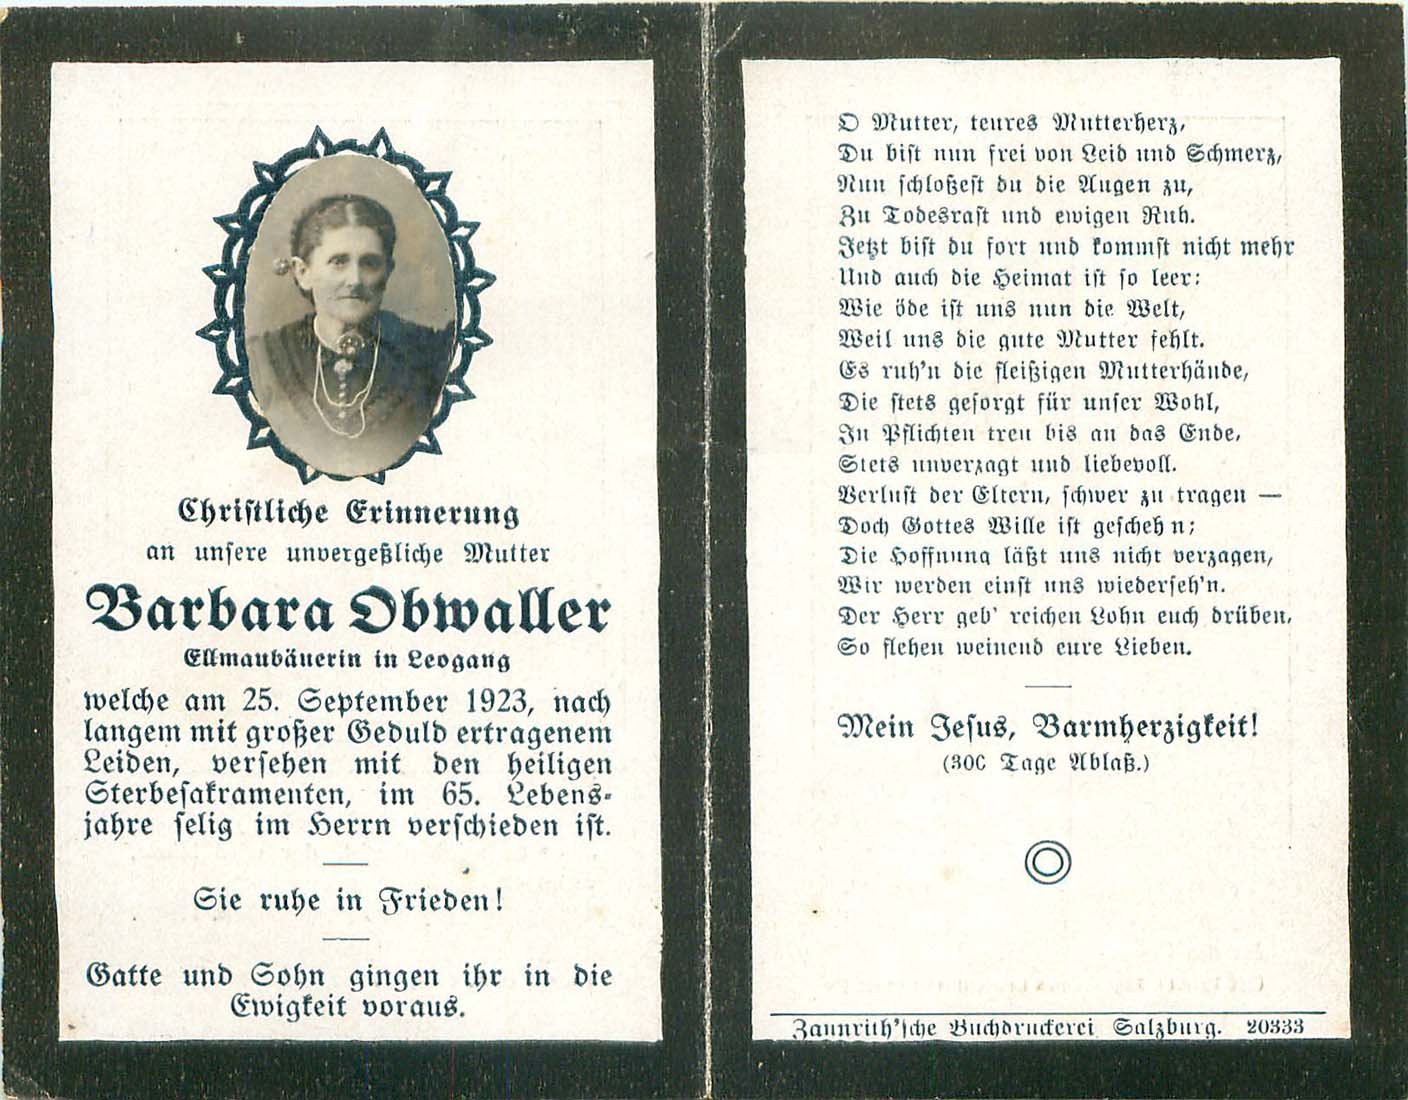 Christliche Erinnerung
an unsere unvergeßliche Mutter
Barbara Obwaller
Ellmaubäuerin in Leogang
welche am 25. September 1923, nach
langem mit großer Geduld ertragenem
Leiden, versehen mit den heiligen
Sterbesakramenten, im 65. Lebens-
jahre selig im Herrn verschieden ist.
Sie ruhe in Frieden!
Gatte und Sohn gingen ihr in die
Ewigkeit voraus.
O Mutter, teures Mutterherz,
Du bist nun frei von Leid und Schmerz,
Nun schloßest du die Augen zu,
Zu Todesrast und ewigen Ruh.
Jetzt bist du fort und kommst nicht mehr
Und auch die Heimat ist so leer:
Wie öde ist uns nun die Welt,
Weil uns die gute Mutter fehlt.
Es ruh'n die fleißigen Mutterhände,
Die stets gesorgt für unser Wohl,
In Pflichten treu bis an das Ende,
Stets unverzagt und liebevoll.
Verlust der Eltern, schwer zu tragen —
Doch Gottes Wille ist gescheh n;
Die Hoffnung läßt uns nicht verzagen,
Wir werden einst uns wiederseh'n.
Der Herr geb' reichen Lohn euch drüben,
So flehen weinend eure Lieben.
Mein Jesus, Barmherzigkeit!
(300 Tage Ablaß.)
Zaunrith'sche Buchdruckerei Salzburg. 20333